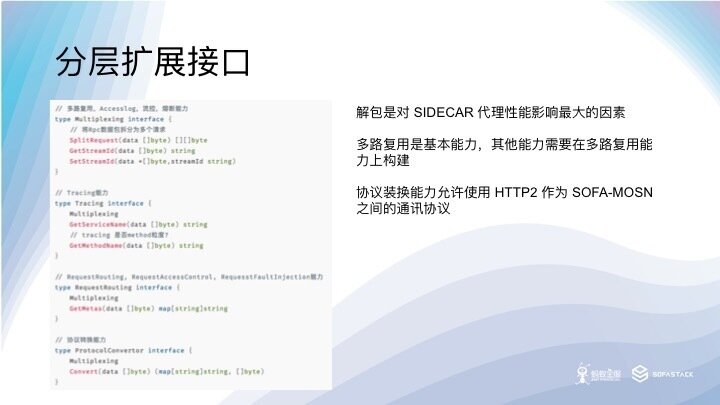 分层扩展接口
// 多路复用，Accesslog，流控，熔断能力
type Multiplexing interface {
// 将Rpc数据包拆分为多个请求
SplitRequest(data []byte) [][]byte
GetStreamId(data []byte) string
SetStreamId(data *[]byte,streamId string)
}
// Tracing能力
type Tracing interface {
Multiplexing
GetServiceName(data []byte) string
// tracing 是否method粒度?
GetMethodName(data []byte) string
}
// RequestRouting, RequestAccessControl, RequesstFaultInjection能力
type RequestRouting interface {
Multiplexing
GetMetas(data []byte) map[string]string
}
// 协议转换能力
type ProtocolConvertor interface {
Multiplexing
Convert(data []byte) (map[string]string, []byte)
}
解包是对 SIDECAR 代理性能影响最大的因素
多路复用是基本能力，其他能力需要在多路复用能
力上构建
协议装换能力允许使用 HTTP2 作为 SOFA-MOSN
之间的通讯协议
蚂蚁金服
SOFASTACK